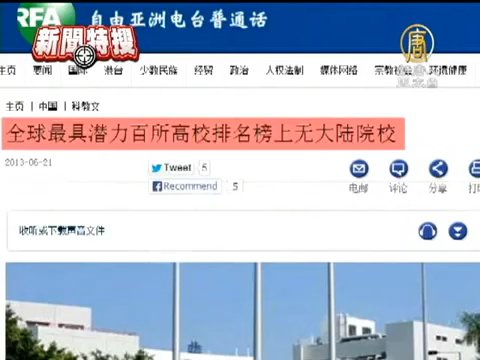 RFA 自由亚洲电台普通话
新聞特搜
主页 要闻 国际 港台 少数民族 经贸 政治 人权法制 媒体网络 环境健康
主页 | 中国 | 科教文
全球最具潜力百所高校排名榜上无大陆院校
2013-06-21
Tweet 5
Recommend 5
电邮 评论 分享
收听或下载声音文件